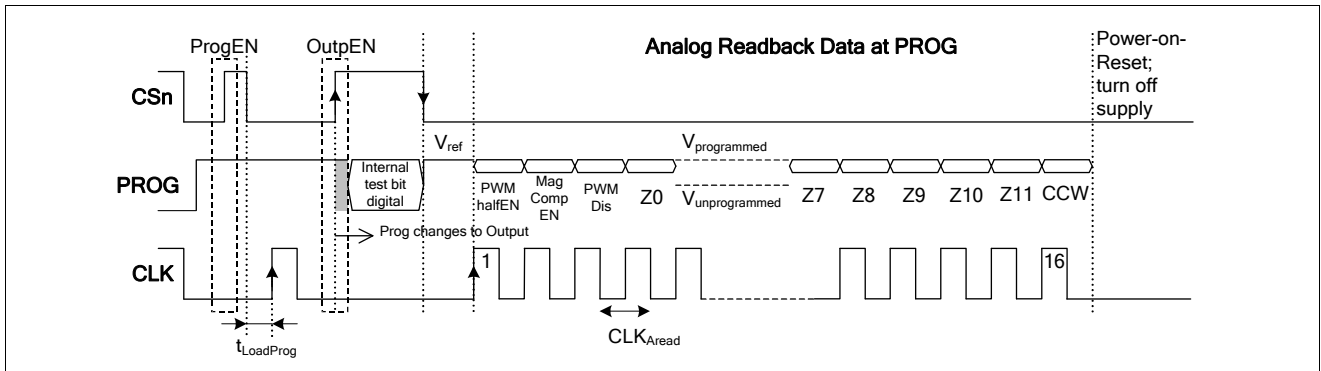 ProgEN
OutpEN
Analog Readback Data at PROG
Power-on-
Reset;
turn off
supply
CSn
Vref
Vprogrammed
PROG
Internal
test bit
digital
PWM
halfEN
Mag
Comp
EN
PWM
Dis
Z0
Vunprogrammed
Z7
Z8
Z9
Z10
Z11
CCW
Prog changes to Output
CLK
1
16
CLKAread
tLoadProg